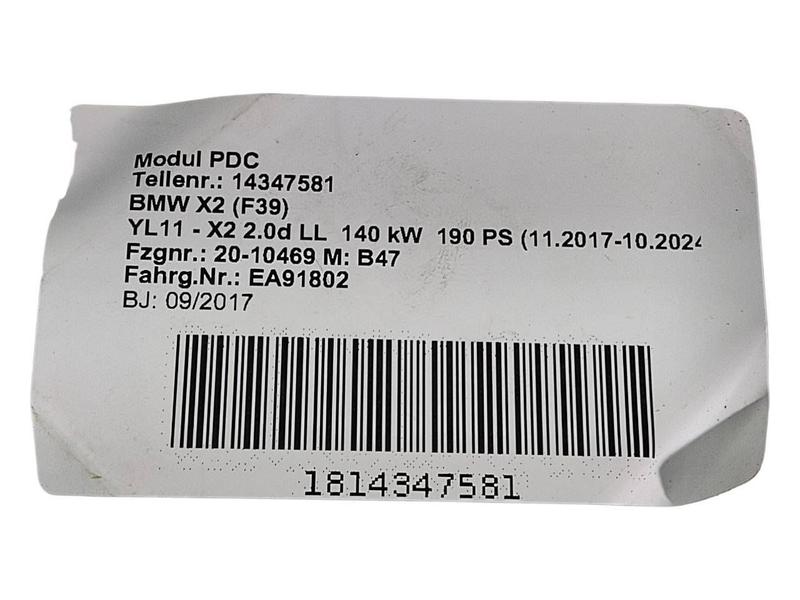 Modul PDC
Teilenr.: 14347581
BMW X2 (F39)
YL11 - X2 2.0d LL 140 kW 190 PS (11.2017-10.2024
Fzgnr.: 20-10469 M: B47
Fahrg.Nr.: EA91802
BJ: 09/2017
1814347581